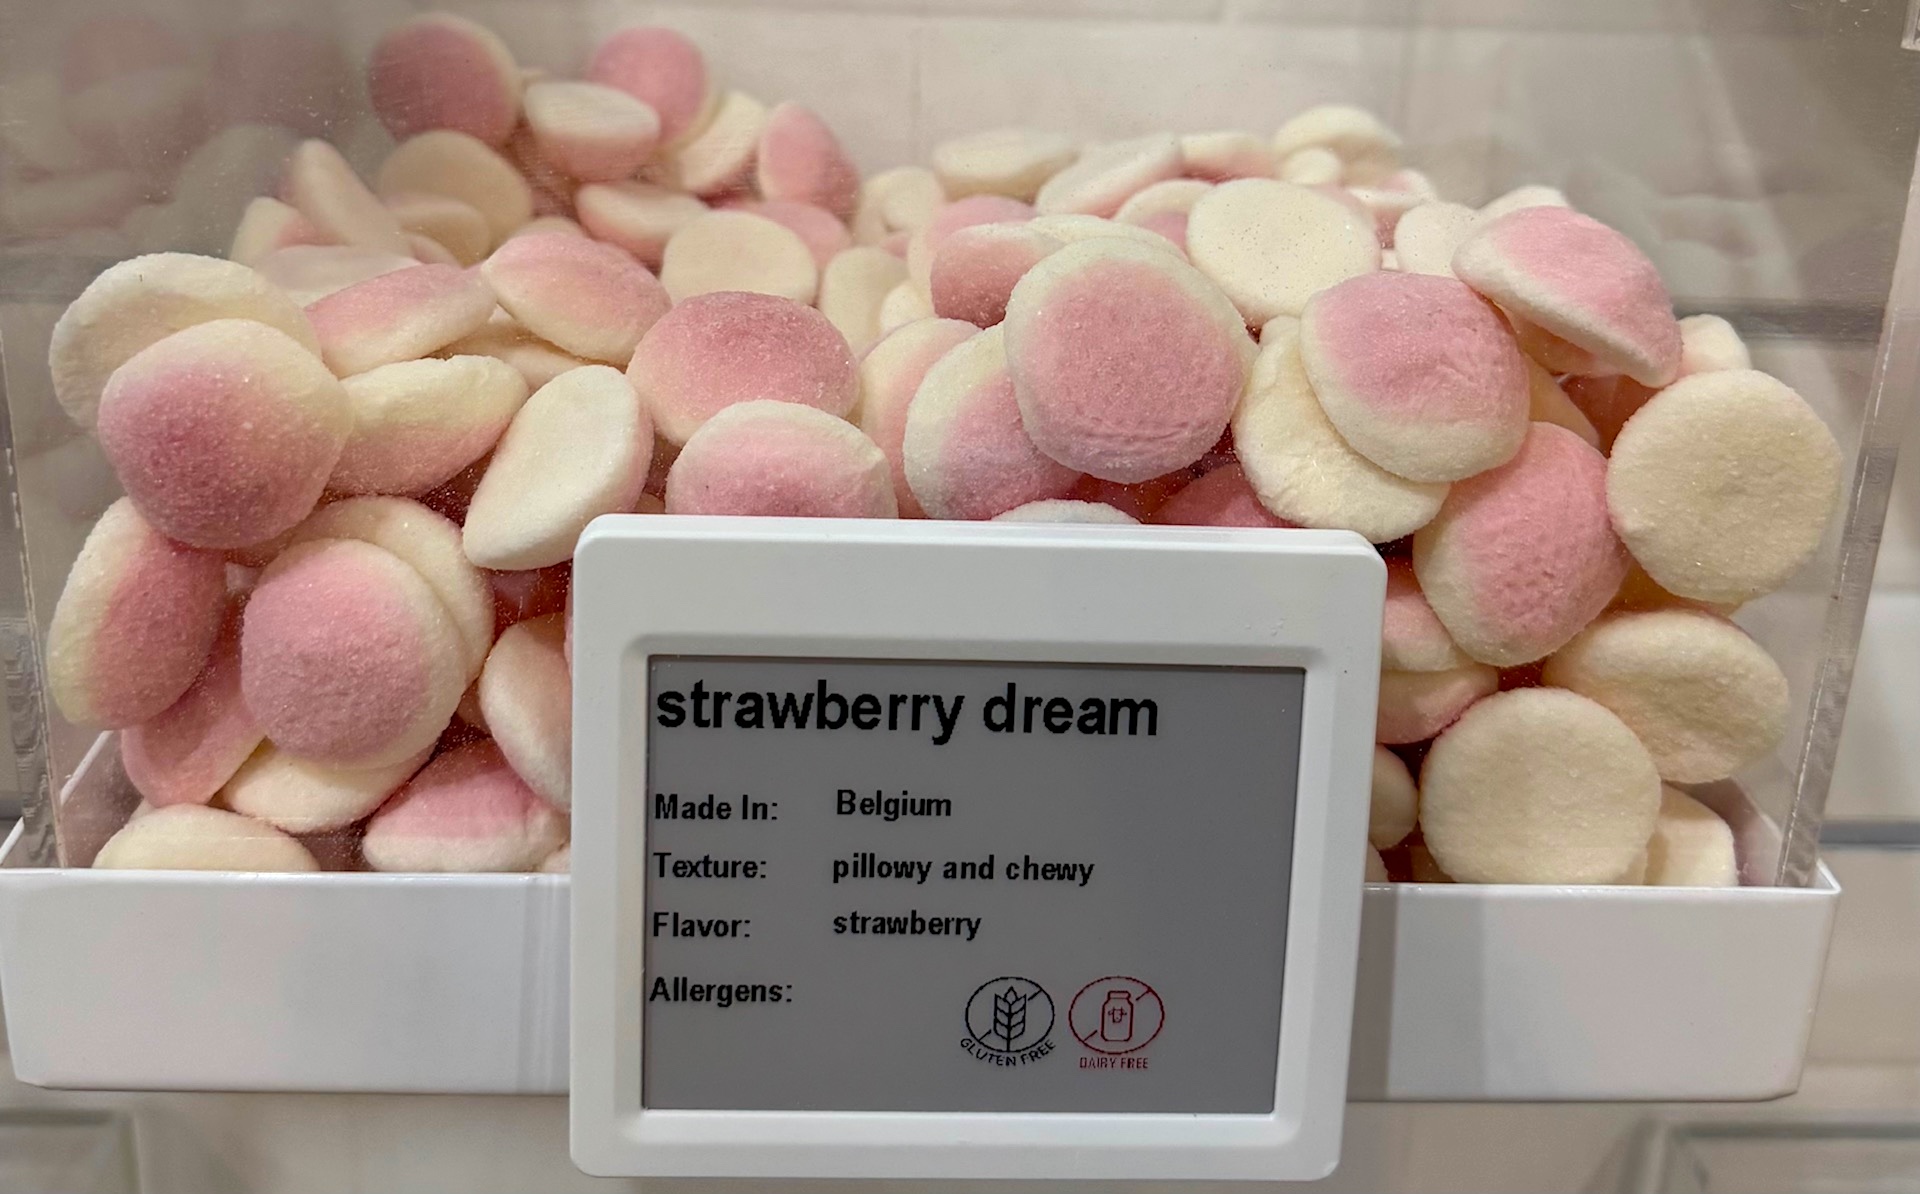 strawberry dream
Made In: Belgium
Texture: pillowy and chewy
Flavor: strawberry
Allergens:
GLUTEN FREE
DAIRY FREE